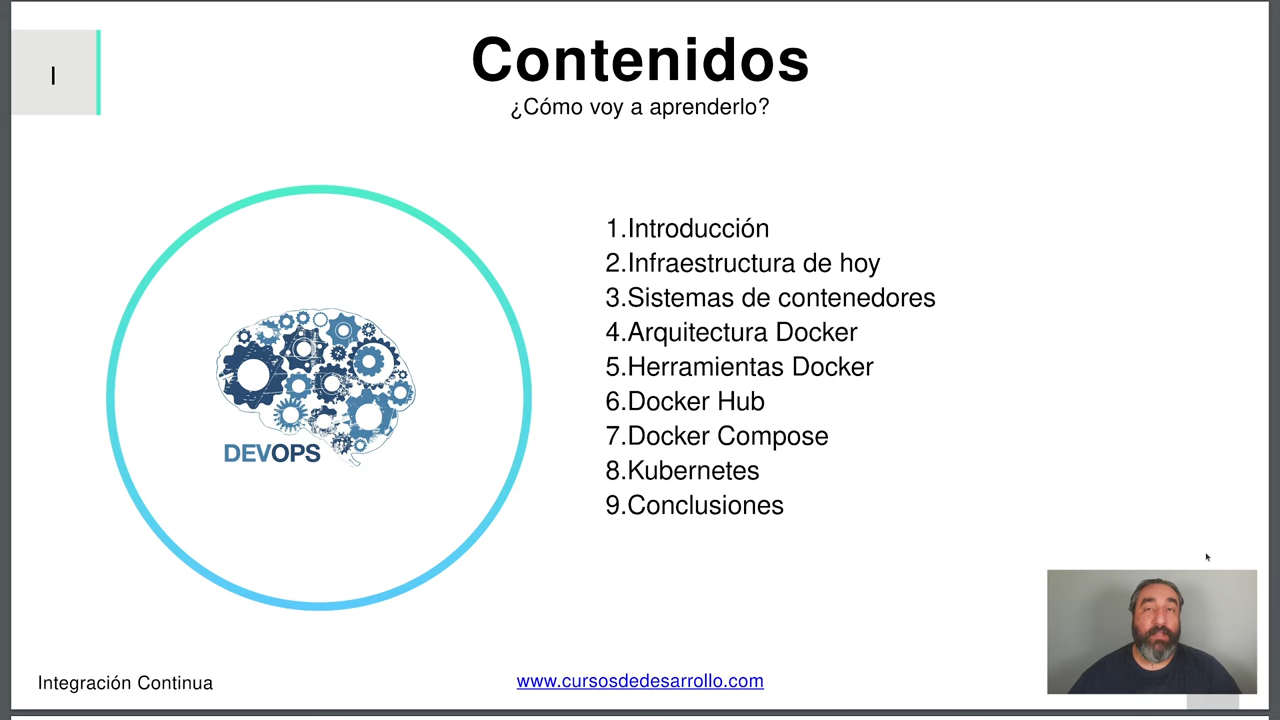 I
Contenidos
¿Cómo voy a aprenderlo?
1.Introducción
2.Infraestructura de hoy
3.Sistemas de contenedores
4.Arquitectura Docker
5.Herramientas Docker
6.Docker Hub
7.Docker Compose
8.Kubernetes
9.Conclusiones
DEVOPS
Integración Continua
www.cursosdedesarrollo.com